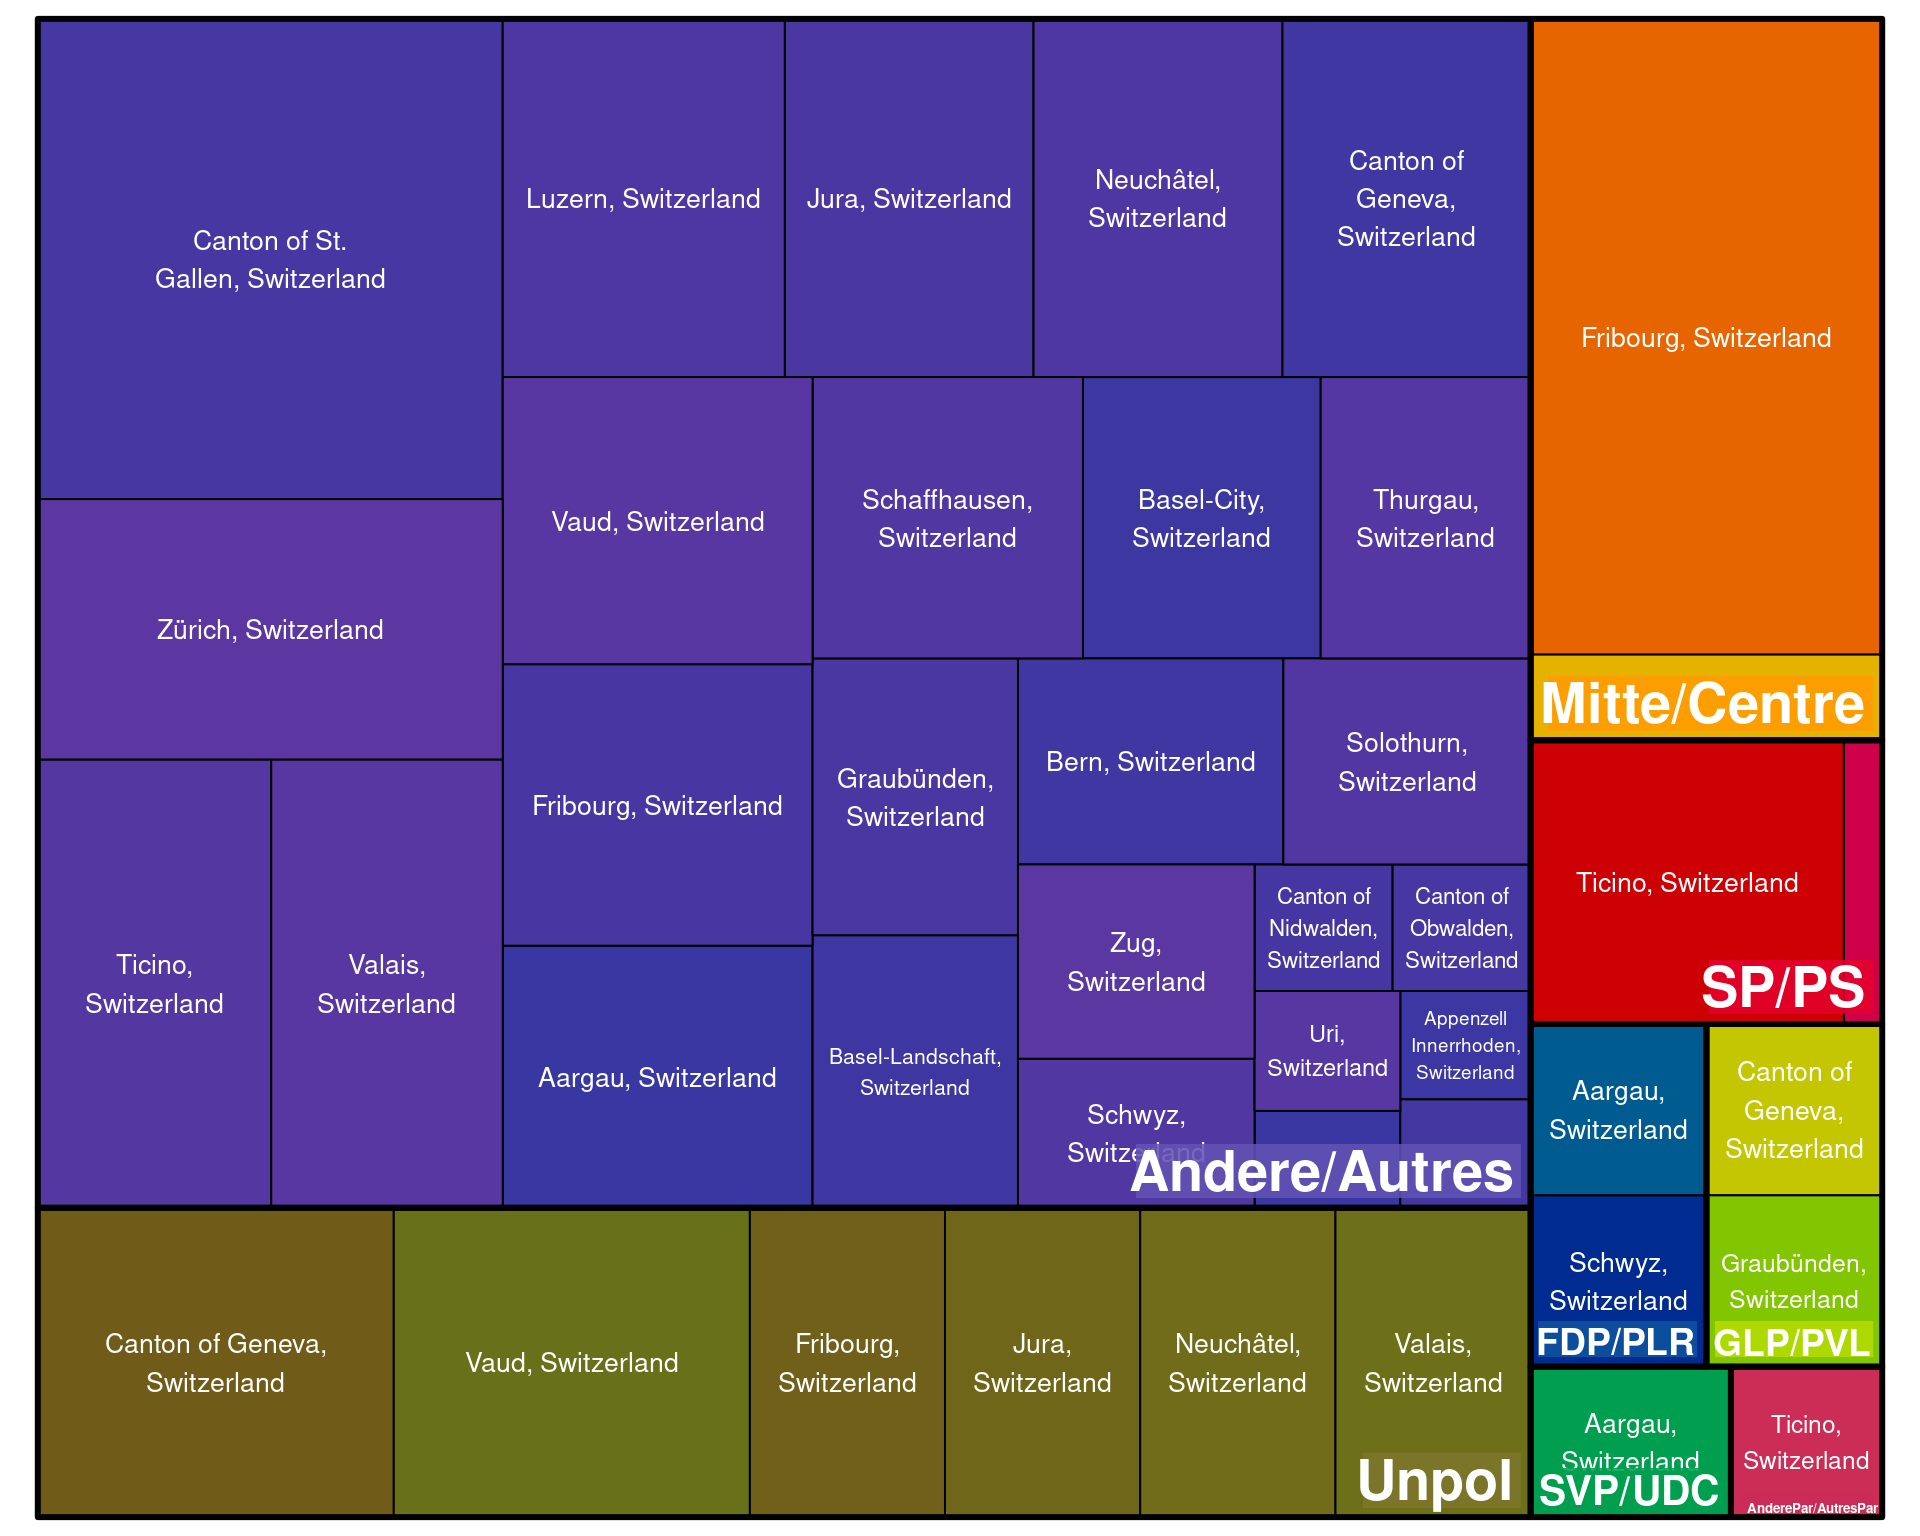 Canton of St.
Gallen, Switzerland
Luzern, Switzerland
Jura, Switzerland
Neuchâtel,
Switzerland
Canton of
Geneva,
Switzerland
Fribourg, Switzerland
Mitte/Centre
Zürich, Switzerland
Vaud, Switzerland
Schaffhausen,
Switzerland
Basel-City,
Switzerland
Thurgau,
Switzerland
Ticino,
Switzerland
Valais,
Switzerland
Fribourg, Switzerland
Aargau, Switzerland
Graubünden,
Switzerland
Basel-Landschaft,
Switzerland
Bern, Switzerland
Solothurn,
Switzerland
Zug,
Switzerland
Canton of
Nidwalden,
Switzerland
Canton of
Obwalden,
Switzerland
Uri,
Switzerland
Appenzell
Innerrhoden,
Switzerland
Schwyz,
Switzerland
Andere/Autres
Ticino, Switzerland
SP/PS
Aargau,
Switzerland
Schwyz,
Switzerland
FDP/PLR
Canton of
Geneva,
Switzerland
Graubünden,
Switzerland
GLP/PVL
Canton of Geneva,
Switzerland
Vaud, Switzerland
Fribourg,
Switzerland
Jura,
Switzerland
Neuchâtel,
Switzerland
Valais,
Switzerland
Unpol
Aargau,
Switzerland
SVP/UDC
Ticino,
Switzerland
AnderePar/AutresPar